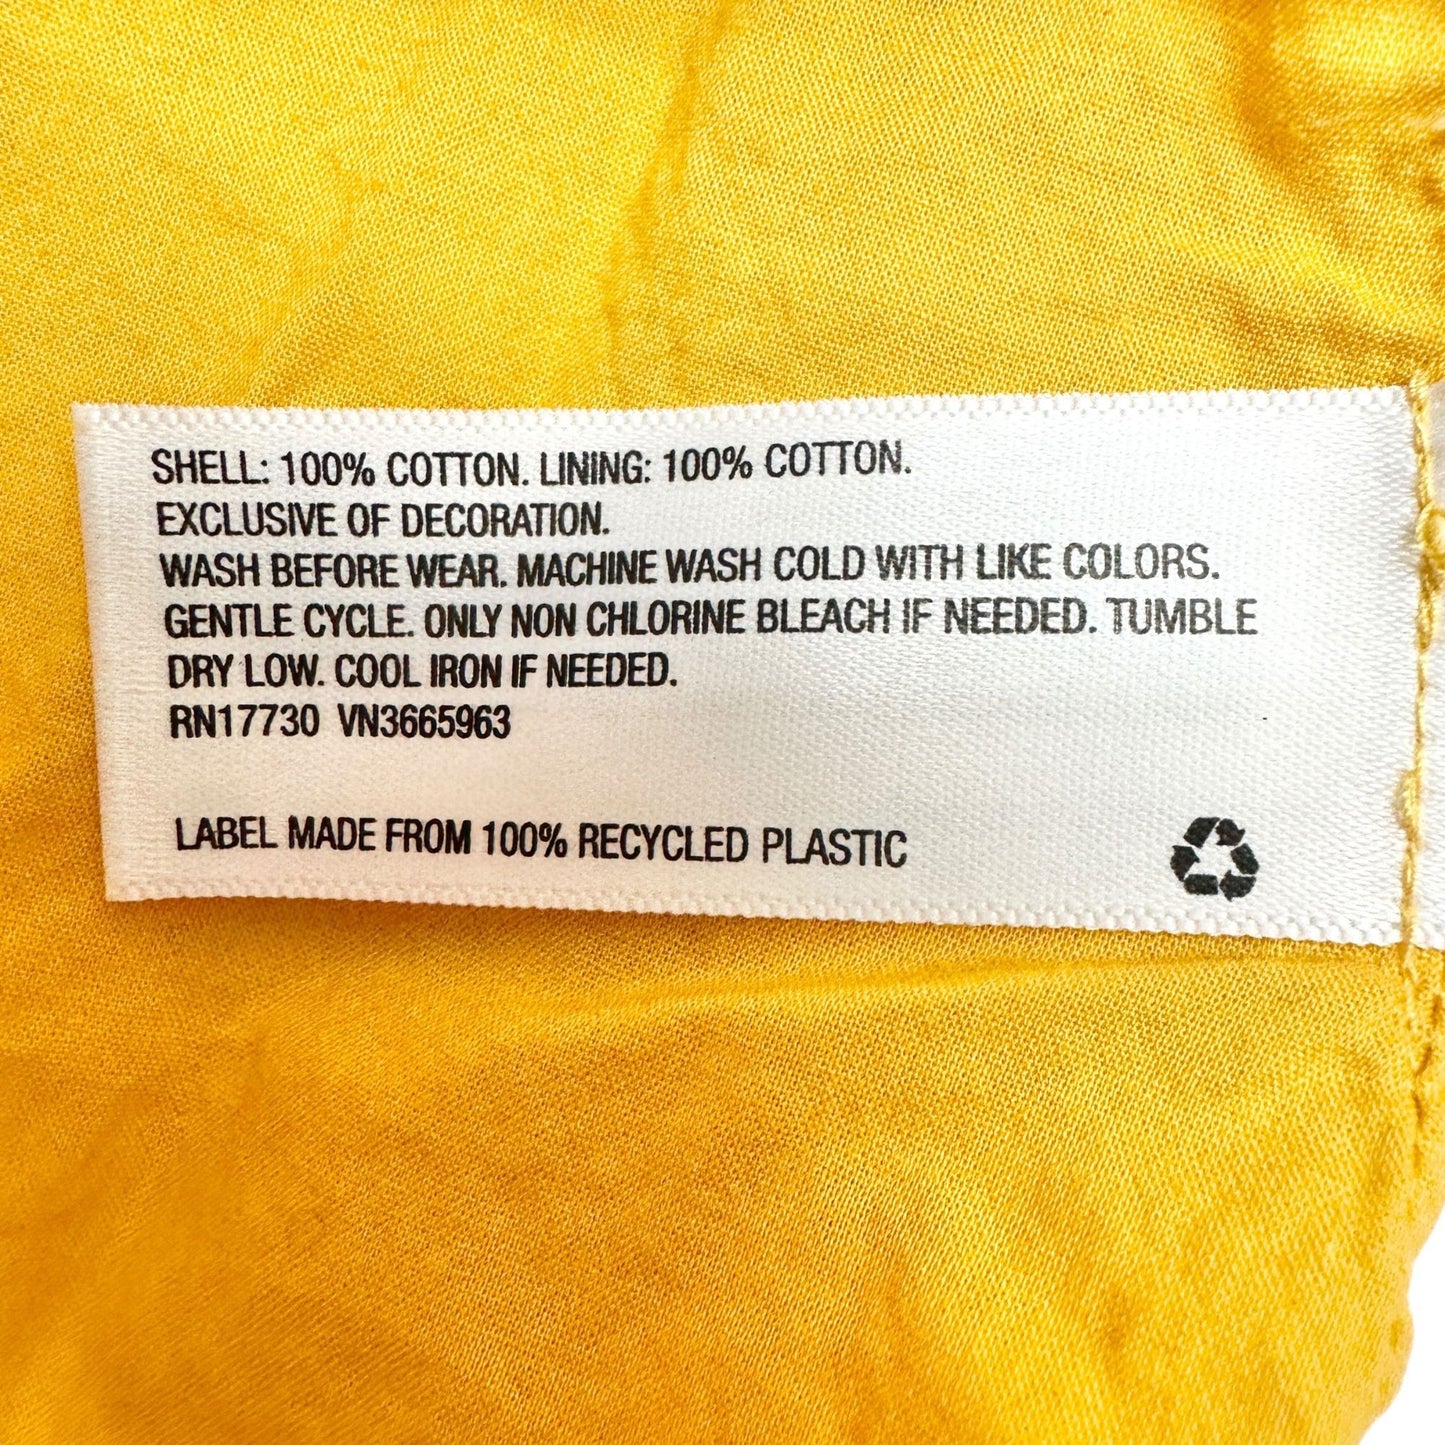 SHELL: 100% COTTON. LINING: 100% COTTON.
EXCLUSIVE OF DECORATION.
WASH BEFORE WEAR. MACHINE WASH COLD WITH LIKE COLORS.
GENTLE CYCLE. ONLY NON CHLORINE BLEACH IF NEEDED. TUMBLE
DRY LOW. COOL IRON IF NEEDED.
RN17730 VN3665963
LABEL MADE FROM 100% RECYCLED PLASTIC